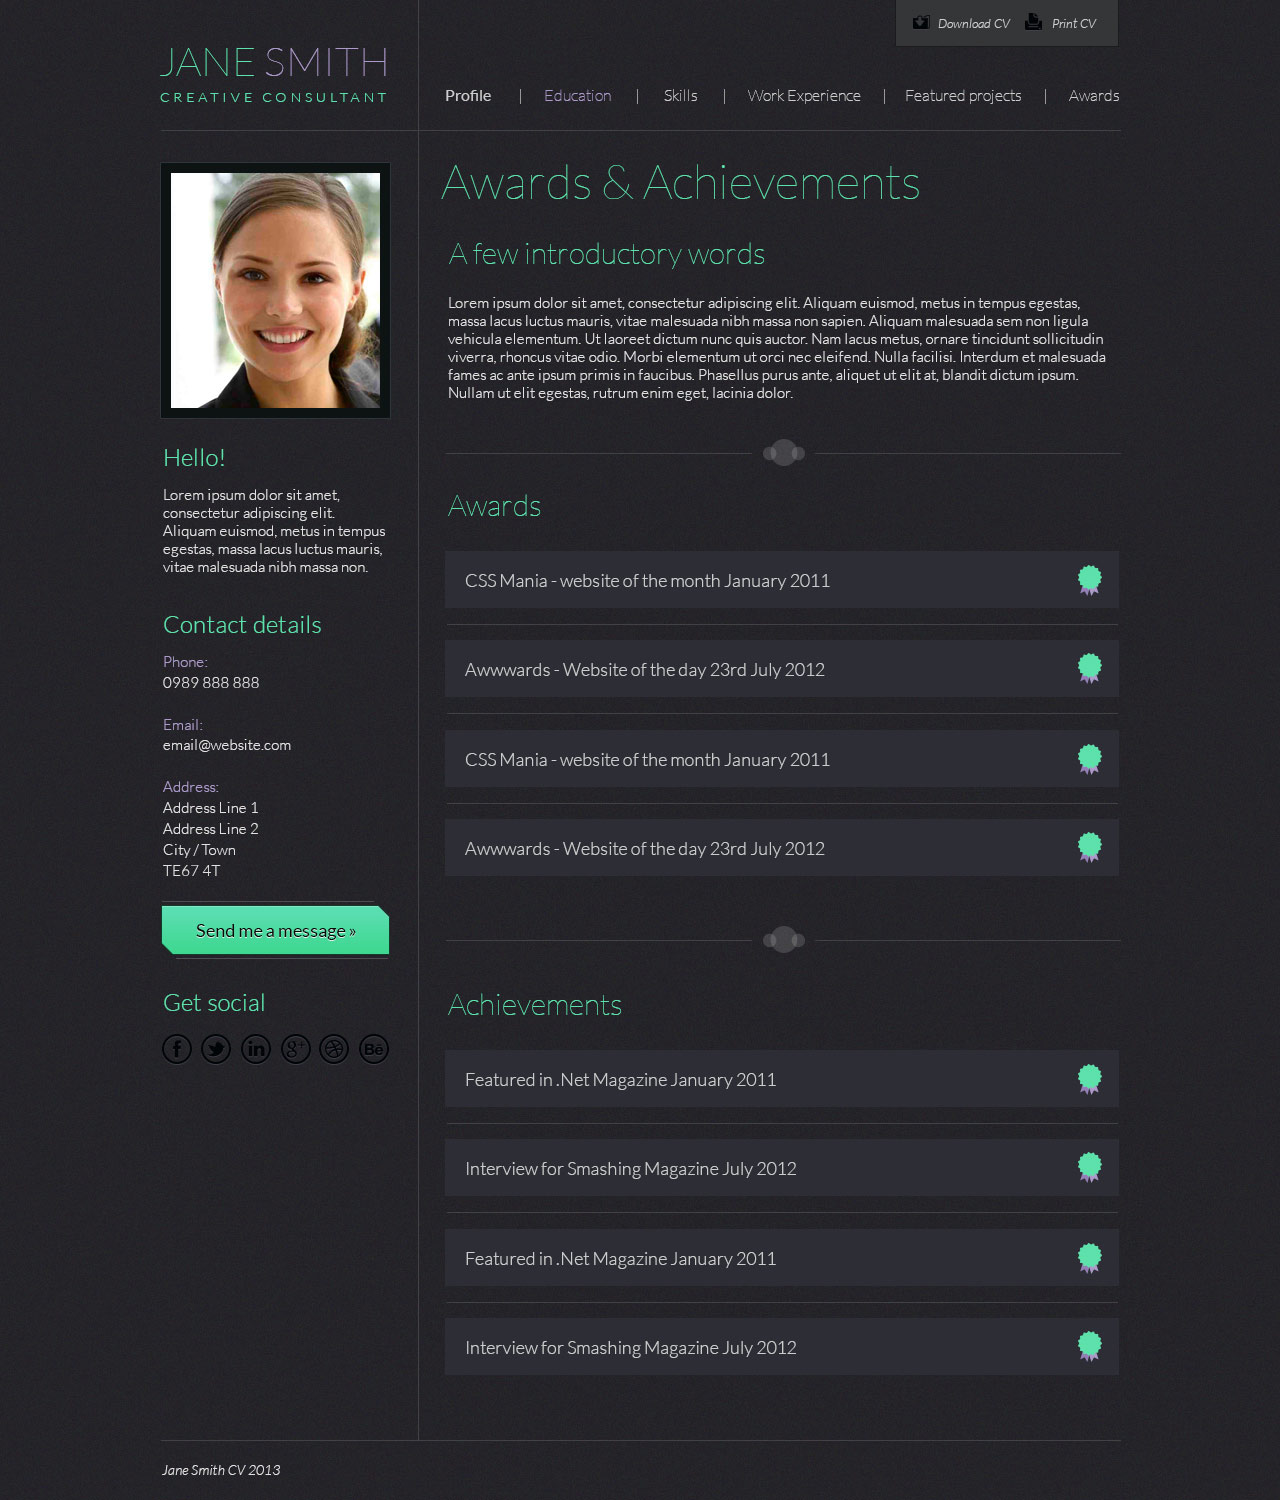 Download CV
Print CV
JANE SMITH
CREATIVE CONSULTANT
Profile | Education | Skills | Work Experience | Featured projects | Awards
Hello!
Lorem ipsum dolor sit amet,
consectetur adipiscing elit.
Aliquam euismod, metus in tempus
egestas, massa lacus luctus mauris,
vitae malesuada nibh massa non.
Contact details
Phone:
0989 888 888
Email:
email@website.com
Address:
Address Line 1
Address Line 2
City / Town
TE67 4T
Send me a message »
Get social
f
in
g+
Bē
Awards & Achievements
A few introductory words
Lorem ipsum dolor sit amet, consectetur adipiscing elit. Aliquam euismod, metus in tempus egestas,
massa lacus luctus mauris, vitae malesuada nibh massa non sapien. Aliquam malesuada sem non ligula
vehicula elementum. Ut laoreet dictum nunc quis auctor. Nam lacus metus, ornare tincidunt sollicitudin
viverra, rhoncus vitae odio. Morbi elementum ut orci nec eleifend. Nulla facilisi. Interdum et malesuada
fames ac ante ipsum primis in faucibus. Phasellus purus ante, aliquet ut elit at, blandit dictum ipsum.
Nullam ut elit egestas, rutrum enim eget, lacinia dolor.
Awards
CSS Mania - website of the month January 2011
Awwwards - Website of the day 23rd July 2012
CSS Mania - website of the month January 2011
Awwwards - Website of the day 23rd July 2012
Achievements
Featured in .Net Magazine January 2011
Interview for Smashing Magazine July 2012
Featured in .Net Magazine January 2011
Interview for Smashing Magazine July 2012
Jane Smith CV 2013